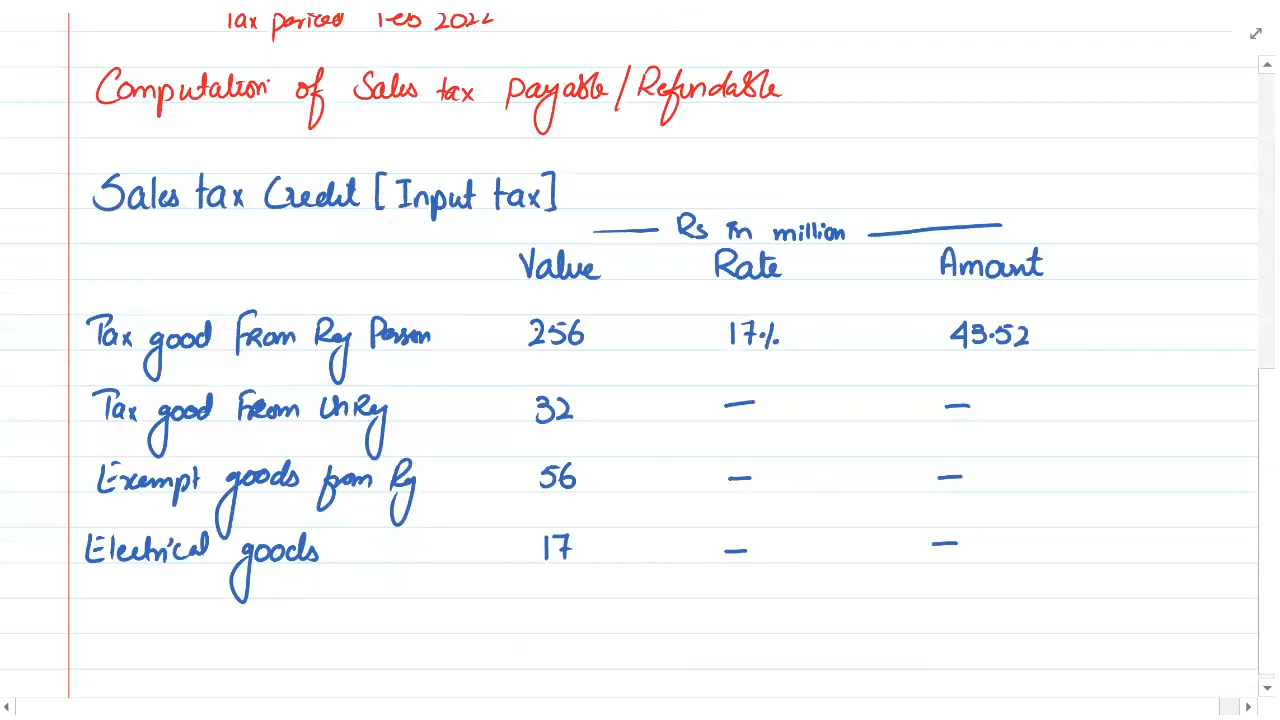 Tax period Feb 2022
Computation of Sales tax payable/Refundable
Sales tax Credit [Input tax]
Rs in million
Value Rate Amount
Tax good From Reg Person 256 17% 43.52
Tax good From UnReg 32 — —
Exempt goods from Reg 56 — —
Electrical goods 17 — —